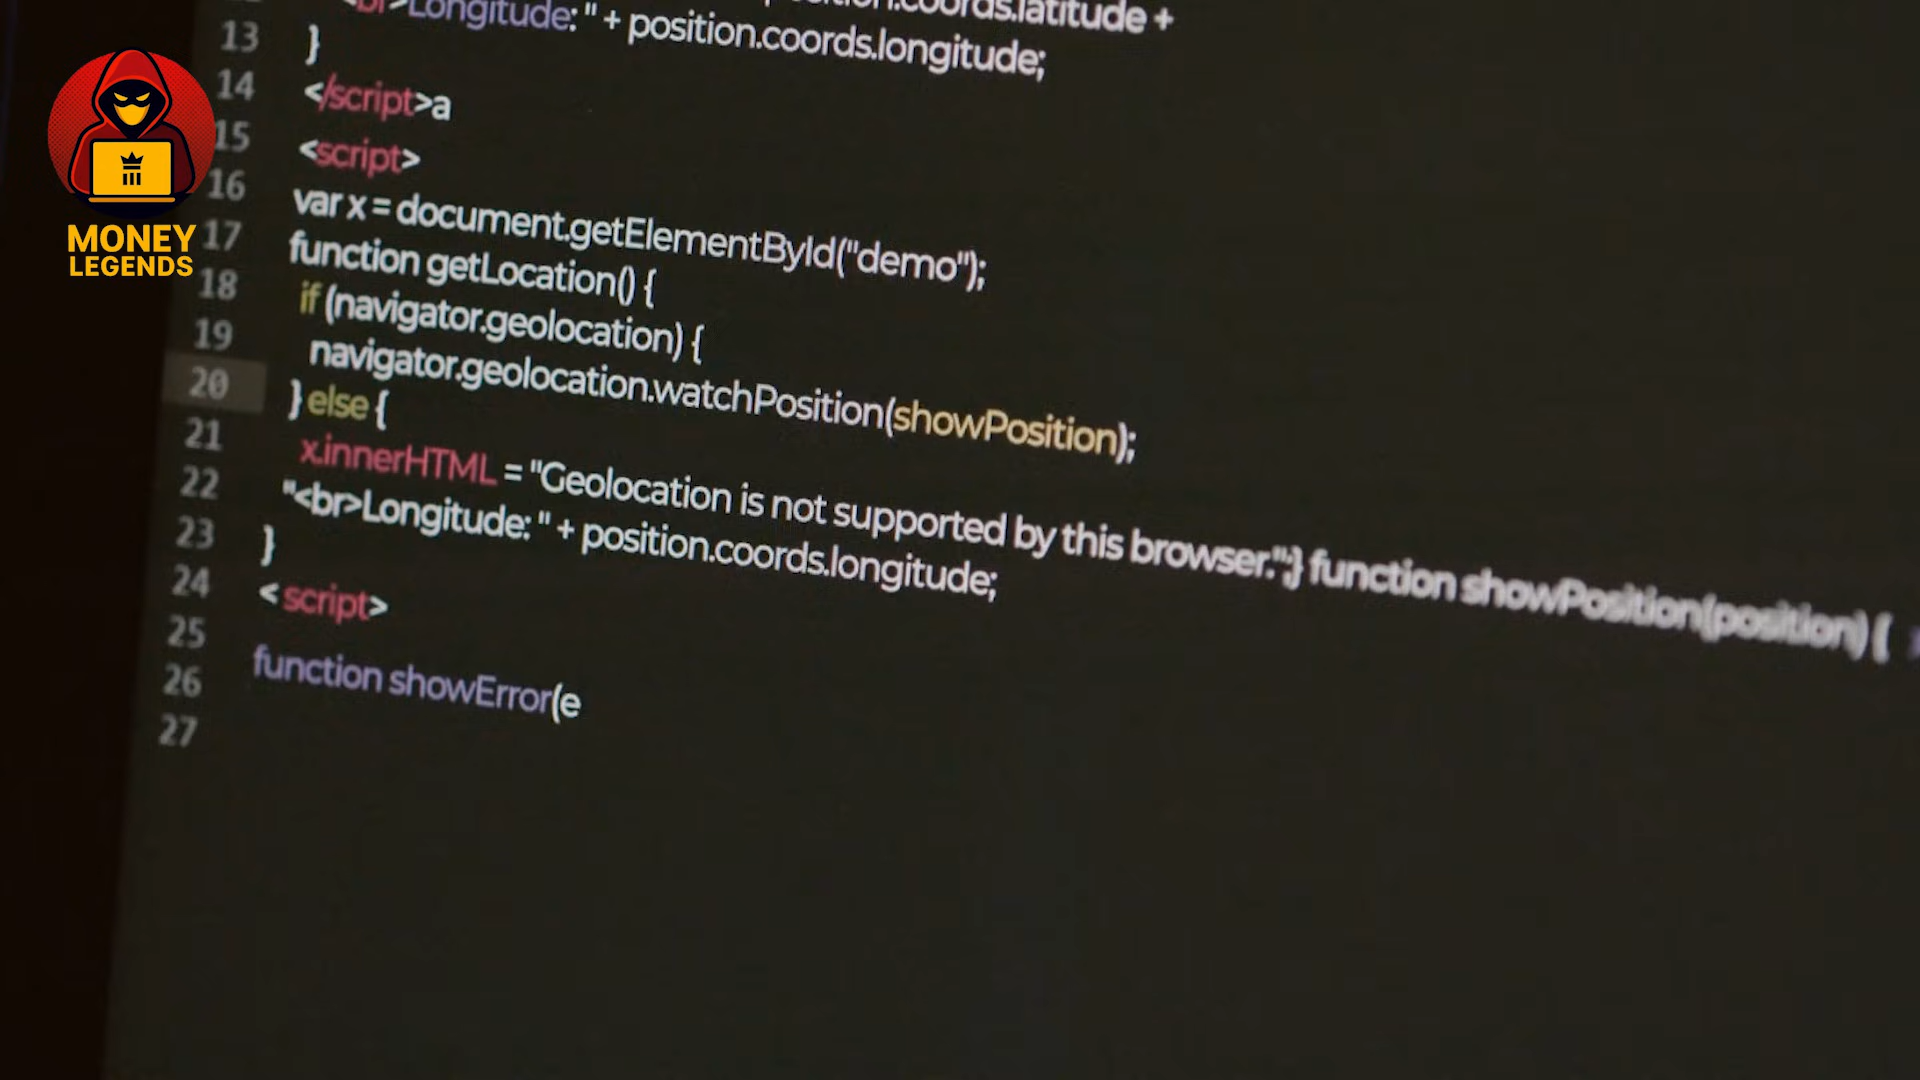 MONEY
LEGENDS
13
14
15
16
17
18
19
20
21
22
23
24
25
26
27
<br>Longitude: " + position.coords.longitude;
}
</script>a
<script>
var x = document.getElementById("demo");
function getLocation() {
if (navigator.geolocation) {
navigator.geolocation.watchPosition(showPosition);
} else {
x.innerHTML = "Geolocation is not supported by this browser.";} function showPosition(position) {
"<br>Longitude: " + position.coords.longitude;
}
< script>
function showError(e